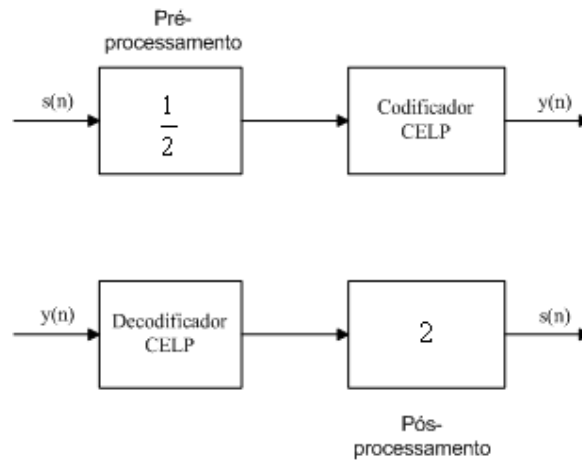 Pré-
processamento
s(n)
1
2
Codificador
CELP
y(n)
y(n)
Decodificador
CELP
2
s(n)
Pós-
processamento